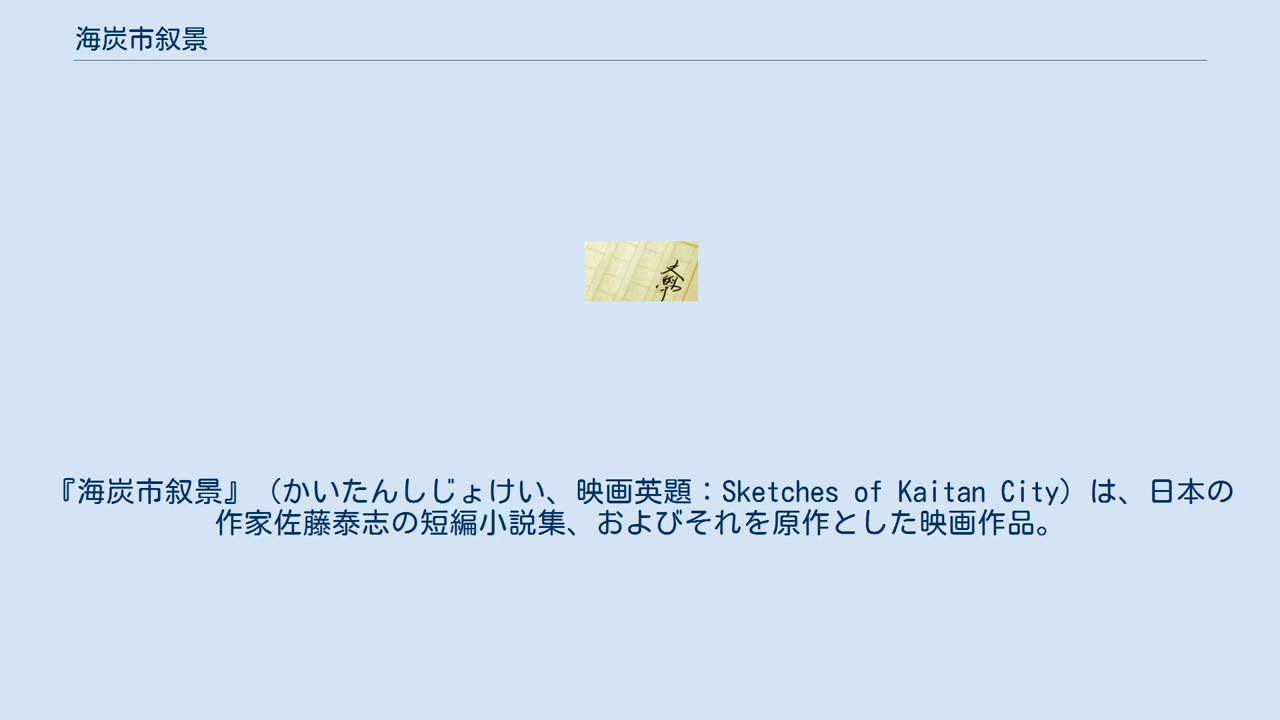 海炭市叙景
『海炭市叙景』（かいたんしじょけい、映画英題：Sketches of Kaitan City）は、日本の
作家佐藤泰志の短編小説集、およびそれを原作とした映画作品。